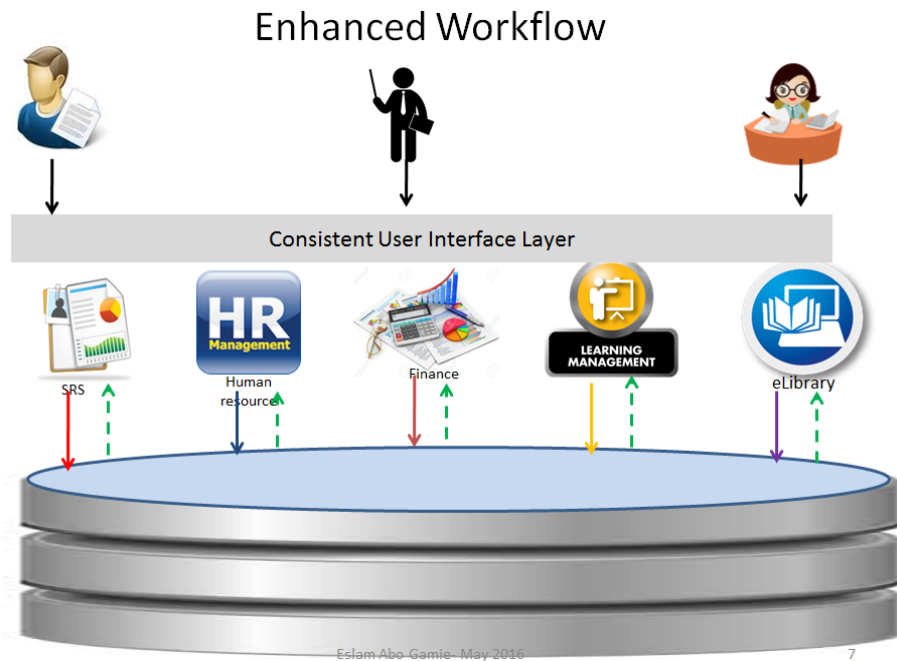 Enhanced Workflow
Consistent User Interface Layer
HR
Management
LEARNING
MANAGEMENT
SRS
Human
resource
Finance
eLibrary
Eslam Abo Gamie- May 2016
7